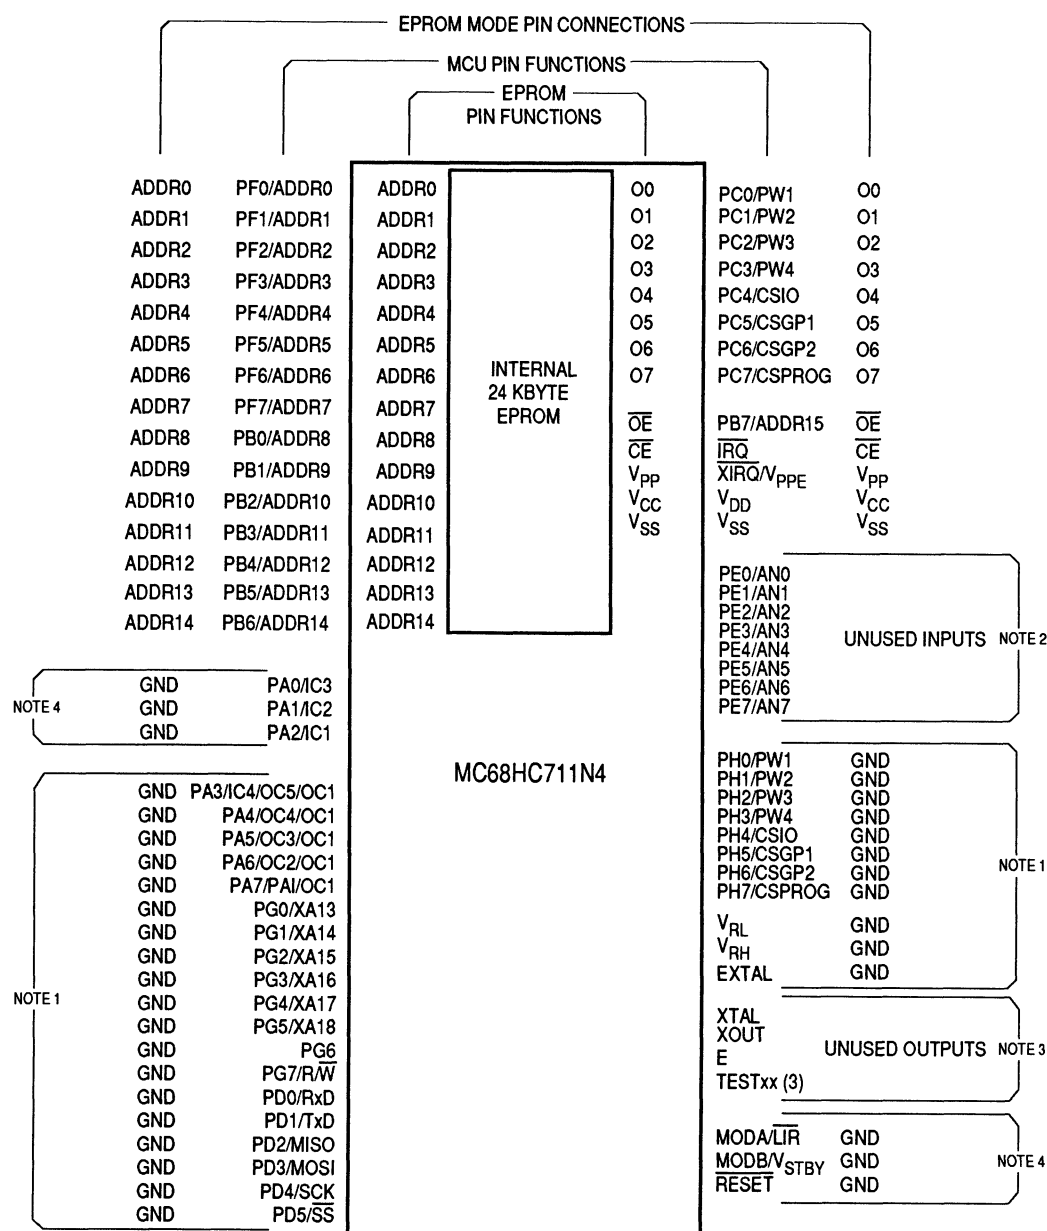 EPROM MODE PIN CONNECTIONS
MCU PIN FUNCTIONS
EPROM
PIN FUNCTIONS
ADDR0 PF0/ADDR0 ADDR0 O0 PC0/PW1 O0
ADDR1 PF1/ADDR1 ADDR1 O1 PC1/PW2 O1
ADDR2 PF2/ADDR2 ADDR2 O2 PC2/PW3 O2
ADDR3 PF3/ADDR3 ADDR3 O3 PC3/PW4 O3
ADDR4 PF4/ADDR4 ADDR4 O4 PC4/CSIO O4
ADDR5 PF5/ADDR5 ADDR5 O5 PC5/CSGP1 O5
ADDR6 PF6/ADDR6 ADDR6 O6 PC6/CSGP2 O6
ADDR7 PF7/ADDR7 ADDR7 O7 PC7/CSPROG O7
ADDR8 PB0/ADDR8 ADDR8 OE PB7/ADDR15 OE
ADDR9 PB1/ADDR9 ADDR9 CE IRQ CE
ADDR10 PB2/ADDR10 ADDR10 VPP XIRQ/VPPE VPP
ADDR11 PB3/ADDR11 ADDR11 VCC VDD VCC
ADDR12 PB4/ADDR12 ADDR12 VSS VSS VSS
ADDR13 PB5/ADDR13 ADDR13
ADDR14 PB6/ADDR14 ADDR14
INTERNAL
24 KBYTE
EPROM
PE0/AN0
PE1/AN1
PE2/AN2
PE3/AN3
PE4/AN4
PE5/AN5
PE6/AN6
PE7/AN7
UNUSED INPUTS NOTE 2
NOTE 4
GND PA0/IC3
GND PA1/IC2
GND PA2/IC1
MC68HC711N4
NOTE 1
GND PA3/IC4/OC5/OC1
GND PA4/OC4/OC1
GND PA5/OC3/OC1
GND PA6/OC2/OC1
GND PA7/PAI/OC1
GND PG0/XA13
GND PG1/XA14
GND PG2/XA15
GND PG3/XA16
GND PG4/XA17
GND PG5/XA18
GND PG6
GND PG7/R/W
GND PD0/RxD
GND PD1/TxD
GND PD2/MISO
GND PD3/MOSI
GND PD4/SCK
GND PD5/SS
PH0/PW1 GND
PH1/PW2 GND
PH2/PW3 GND
PH3/PW4 GND
PH4/CSIO GND
PH5/CSGP1 GND
PH6/CSGP2 GND
PH7/CSPROG GND
VRL GND
VRH GND
EXTAL GND
NOTE 1
XTAL
XOUT
E
TESTxx (3)
UNUSED OUTPUTS NOTE 3
MODA/LIR GND
MODB/VSTBY GND
RESET GND
NOTE 4